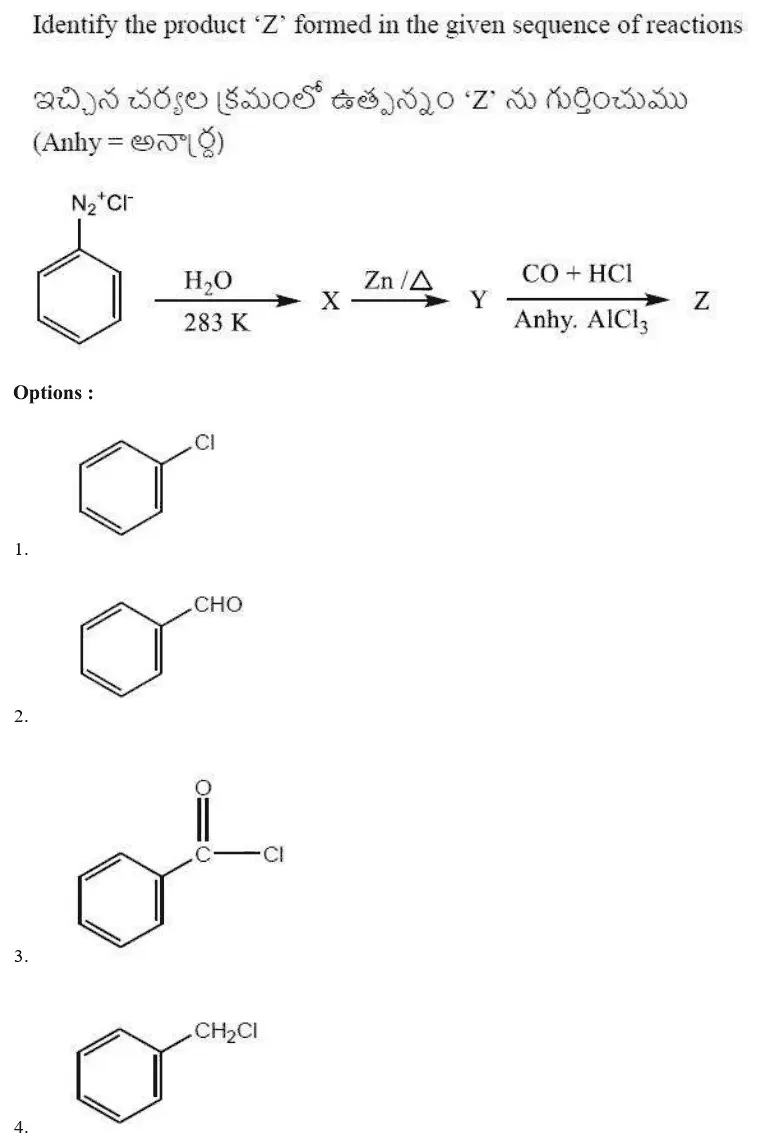 Identify the product ‘Z’ formed in the given sequence of reactions
ఇచ్చిన చర్యల క్రమంలో ఉత్పన్నం ‘Z’ ను గుర్తించుము
(Anhy = అనార్ద్ర)
N₂⁺Cl⁻
H₂O
283 K
X
Zn /△
Y
CO + HCl
Anhy. AlCl₃
Z
Options :
Cl
1.
CHO
2.
O
C Cl
3.
CH₂Cl
4.